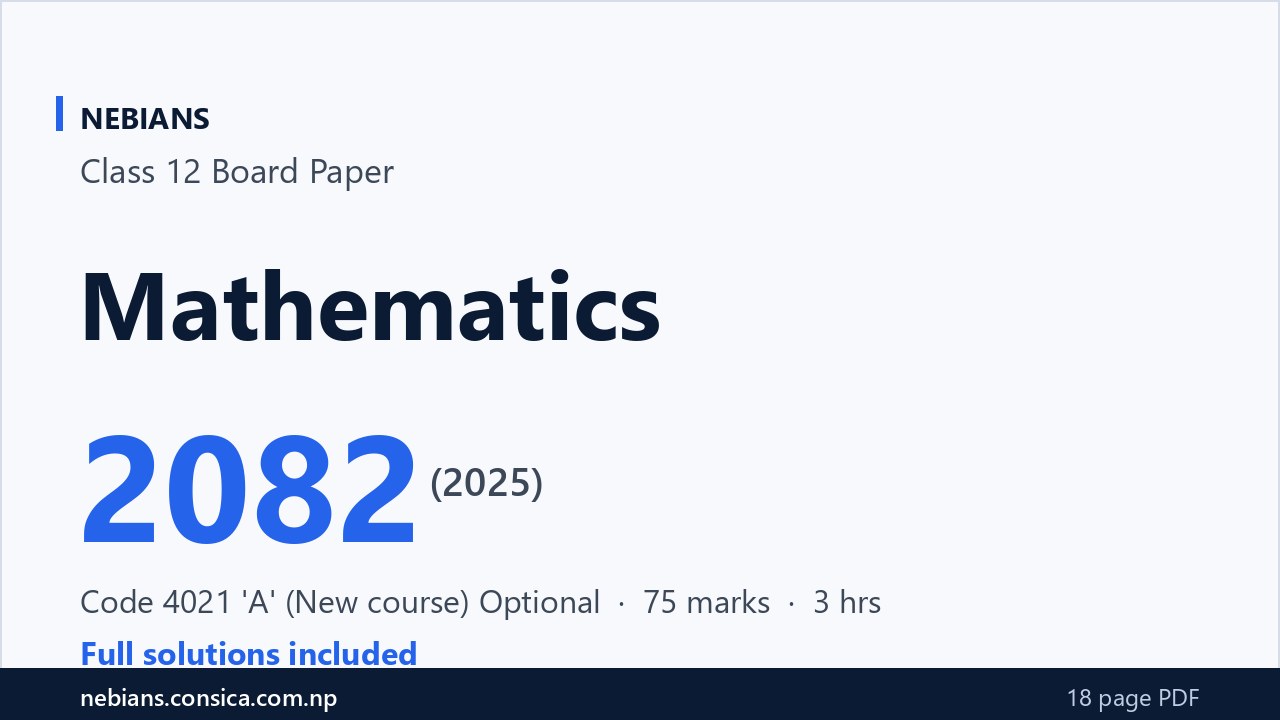 NEBIANS
Class 12 Board Paper
Mathematics
2082 (2025)
Code 4021 'A' (New course) Optional · 75 marks · 3 hrs
Full solutions included
nebians.consica.com.np
18 page PDF